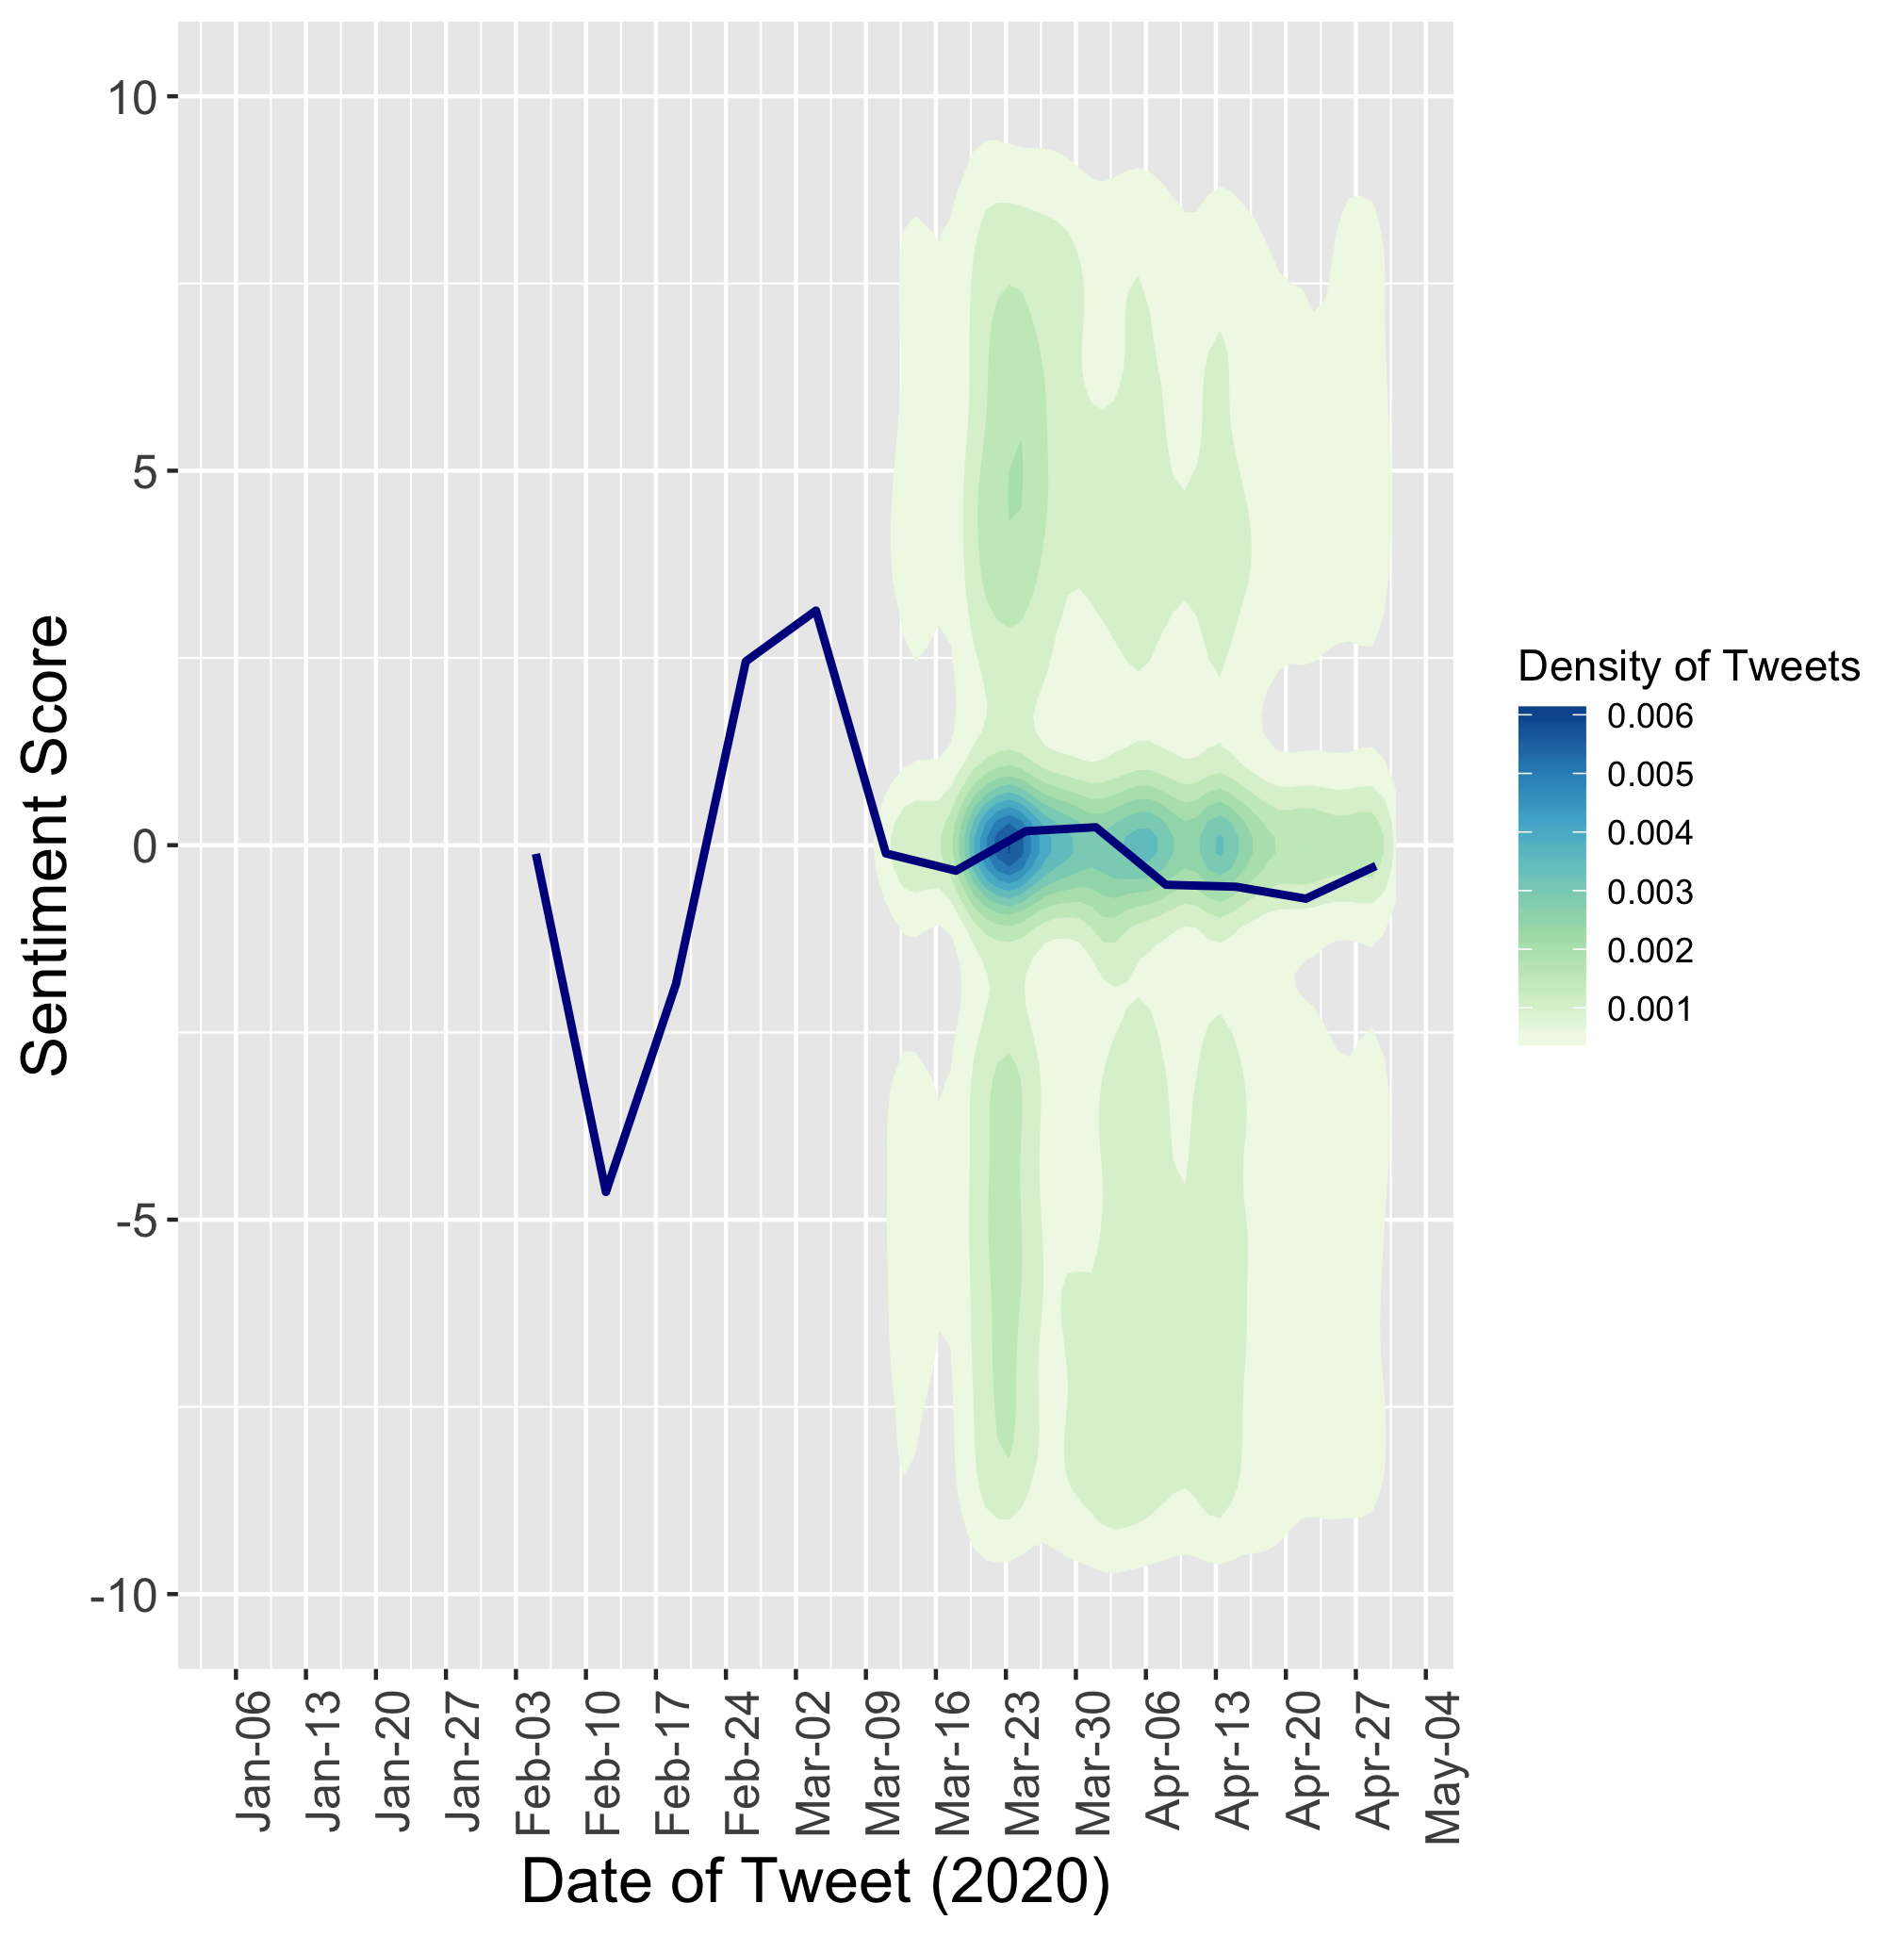 Sentiment Score
10
5
0
-5
-10
Jan-06
Jan-13
Jan-20
Jan-27
Feb-03
Feb-10
Feb-17
Feb-24
Mar-02
Mar-09
Mar-16
Mar-23
Mar-30
Apr-06
Apr-13
Apr-20
Apr-27
May-04
Date of Tweet (2020)
Density of Tweets
0.006
0.005
0.004
0.003
0.002
0.001